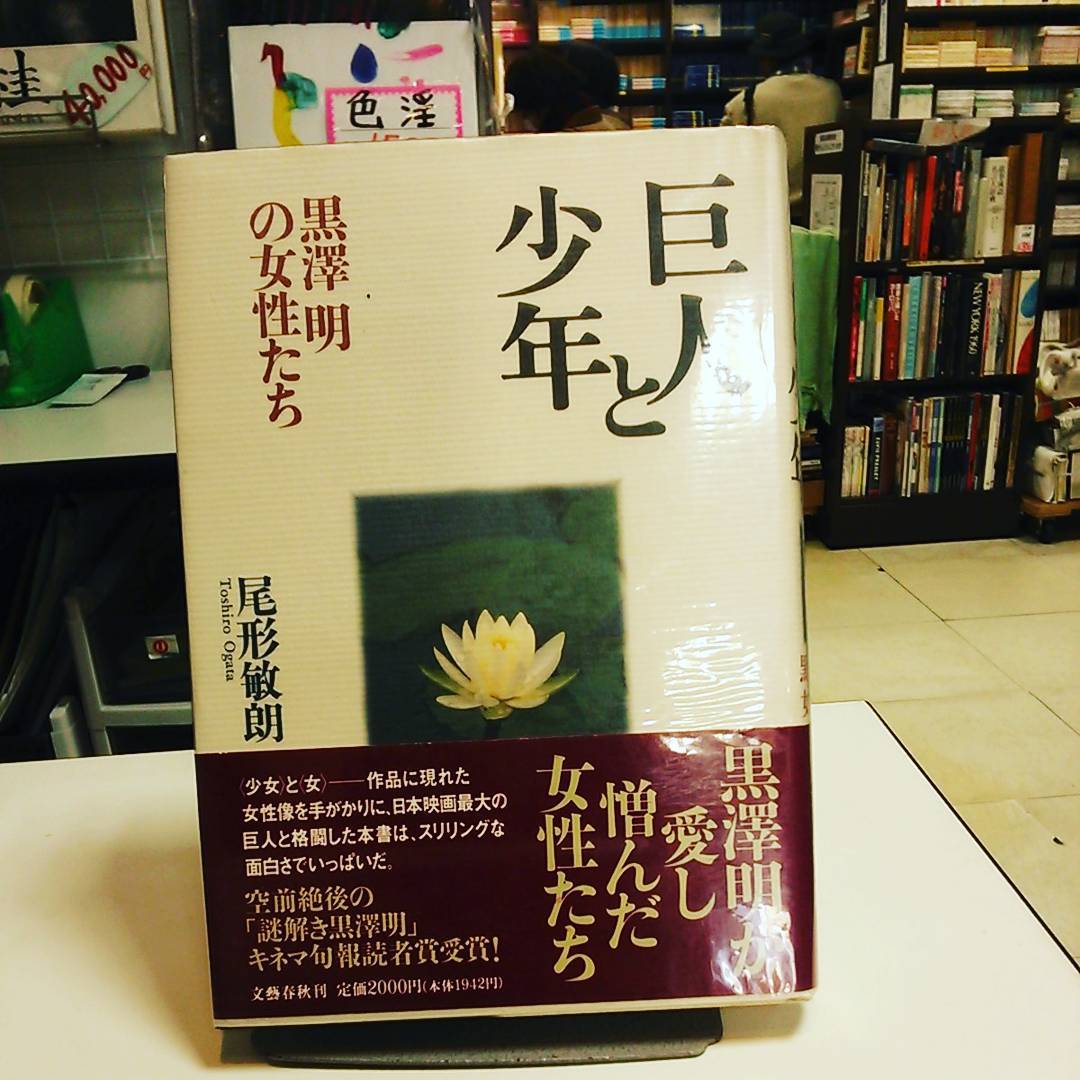 巨人と
少年
黒澤 明
の女性たち
尾形敏朗
Toshiro Ogata
黒澤明が
愛し
憎んだ
女性たち
〈少女〉と〈女〉——作品に現れた
女性像を手がかりに、日本映画最大の
巨人と格闘した本書は、スリリングな
面白さでいっぱいだ。
空前絶後の
「謎解き黒澤明」
キネマ旬報読者賞受賞!
文藝春秋刊 定価2000円(本体1942円)
色淫
NEW YORK 1960